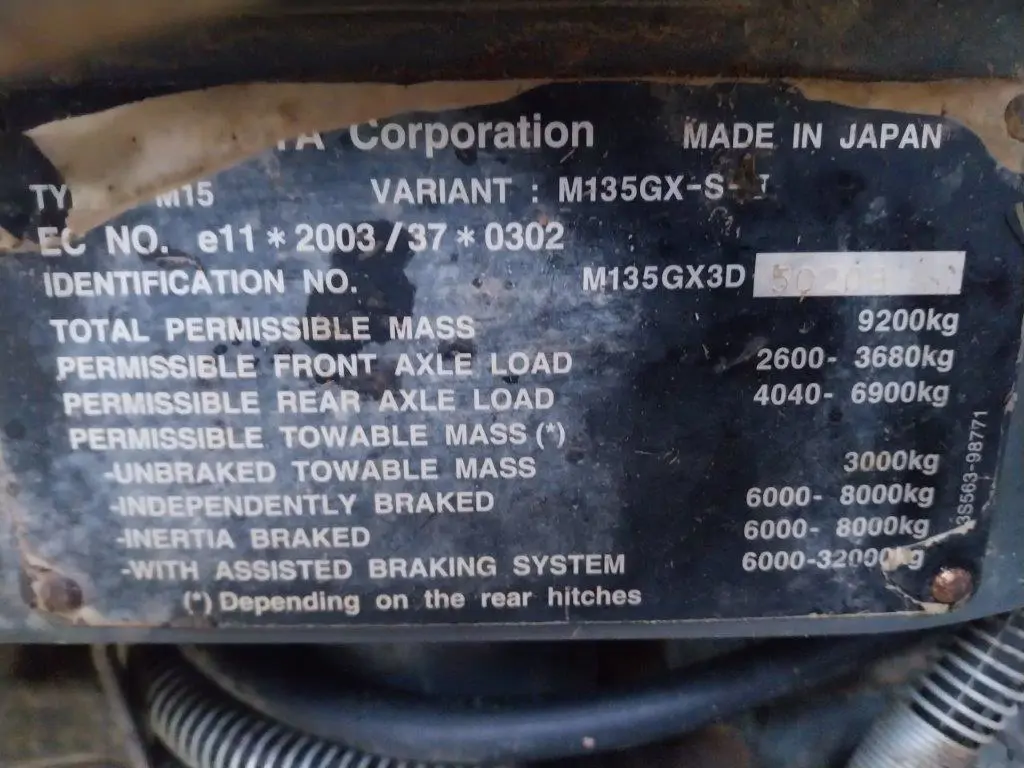 Corporation MADE IN JAPAN
M15 VARIANT : M135GX-S-
EC NO. e11*2003/37*0302
IDENTIFICATION NO. M135GX3D
TOTAL PERMISSIBLE MASS 9200kg
PERMISSIBLE FRONT AXLE LOAD 2600- 3680kg
PERMISSIBLE REAR AXLE LOAD 4040- 6900kg
PERMISSIBLE TOWABLE MASS(*)
-UNBRAKED TOWABLE MASS 3000kg
-INDEPENDENTLY BRAKED 6000- 8000kg
-INERTIA BRAKED 6000- 8000kg
-WITH ASSISTED BRAKING SYSTEM 6000-32000kg
(*) Depending on the rear hitches
3S563-98771